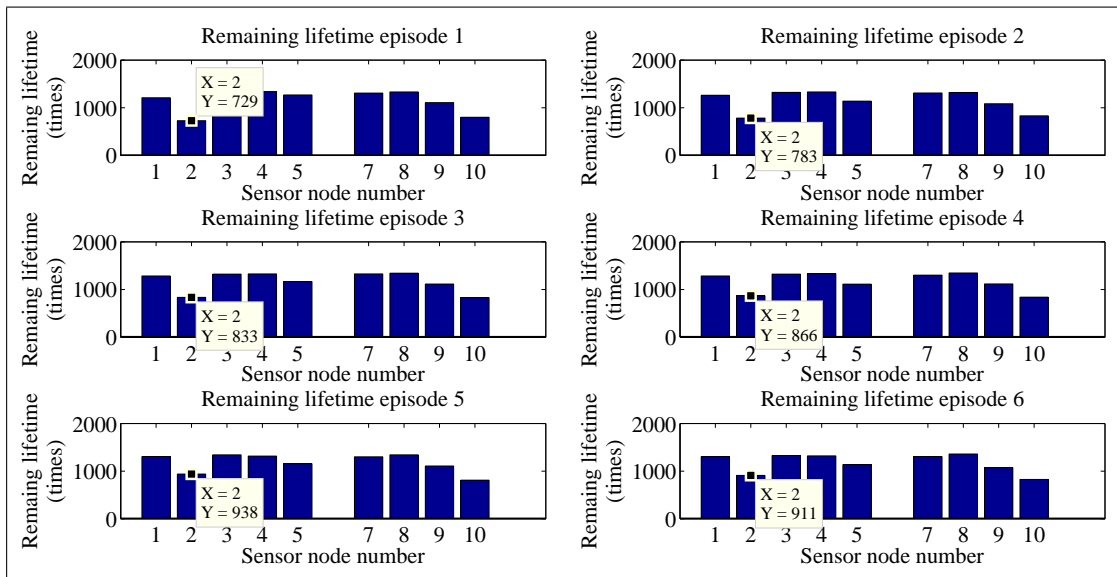 Remaining lifetime episode 1
Remaing lifetime
(times)
2000
1000
0
X = 2
Y = 729
1 2 3 4 5 7 8 9 10
Sensor node number
Remaining lifetime episode 2
Remaing lifetime
(times)
2000
1000
0
X = 2
Y = 783
1 2 3 4 5 7 8 9 10
Sensor node number
Remaining lifetime episode 3
Remaing lifetime
(times)
2000
1000
0
X = 2
Y = 833
1 2 3 4 5 7 8 9 10
Sensor node number
Remaining lifetime episode 4
Remaing lifetime
(times)
2000
1000
0
X = 2
Y = 866
1 2 3 4 5 7 8 9 10
Sensor node number
Remaining lifetime episode 5
Remaing lifetime
(times)
2000
1000
0
X = 2
Y = 938
1 2 3 4 5 7 8 9 10
Sensor node number
Remaining lifetime episode 6
Remaing lifetime
(times)
2000
1000
0
X = 2
Y = 911
1 2 3 4 5 7 8 9 10
Sensor node number